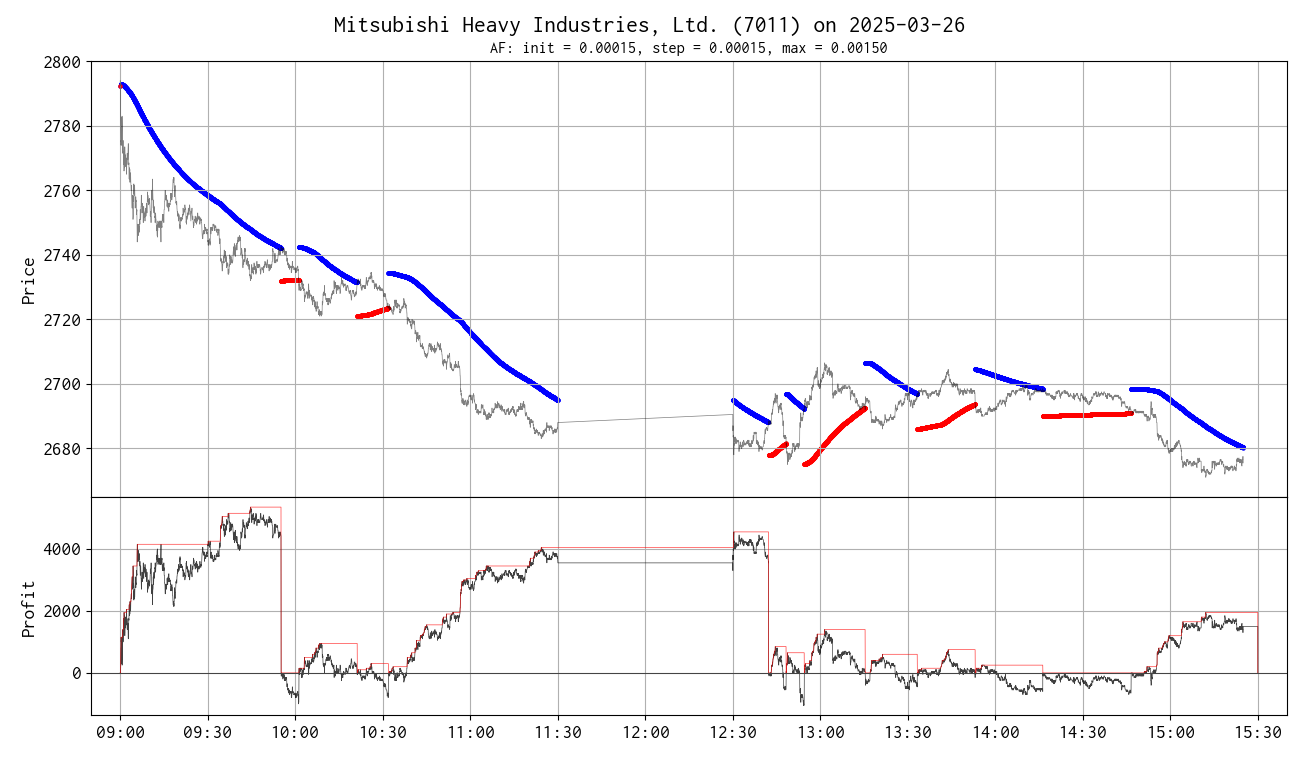 Mitsubishi Heavy Industries, Ltd. (7011) on 2025-03-26
AF: init = 0.00015, step = 0.00015, max = 0.00150
Price
2800
2780
2760
2740
2720
2700
2680
Profit
4000
2000
0
09:00 09:30 10:00 10:30 11:00 11:30 12:00 12:30 13:00 13:30 14:00 14:30 15:00 15:30